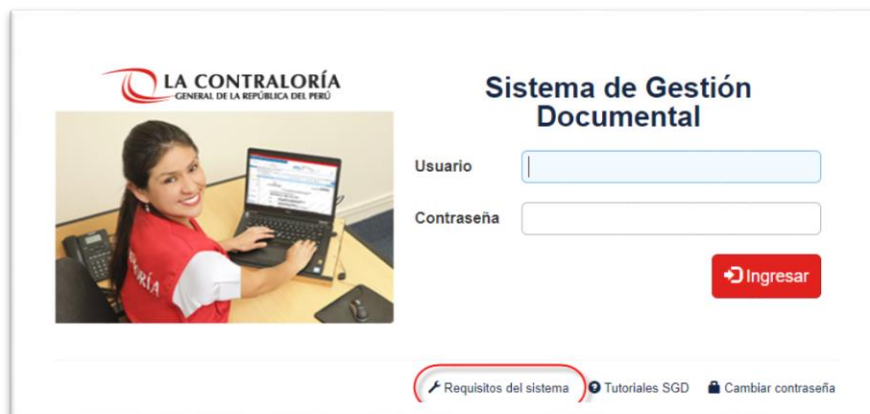 LA CONTRALORÍA
GENERAL DE LA REPÚBLICA DEL PERÚ
Sistema de Gestión
Documental
Usuario
Contraseña
Ingresar
Requisitos del sistema
Tutoriales SGD
Cambiar contraseña